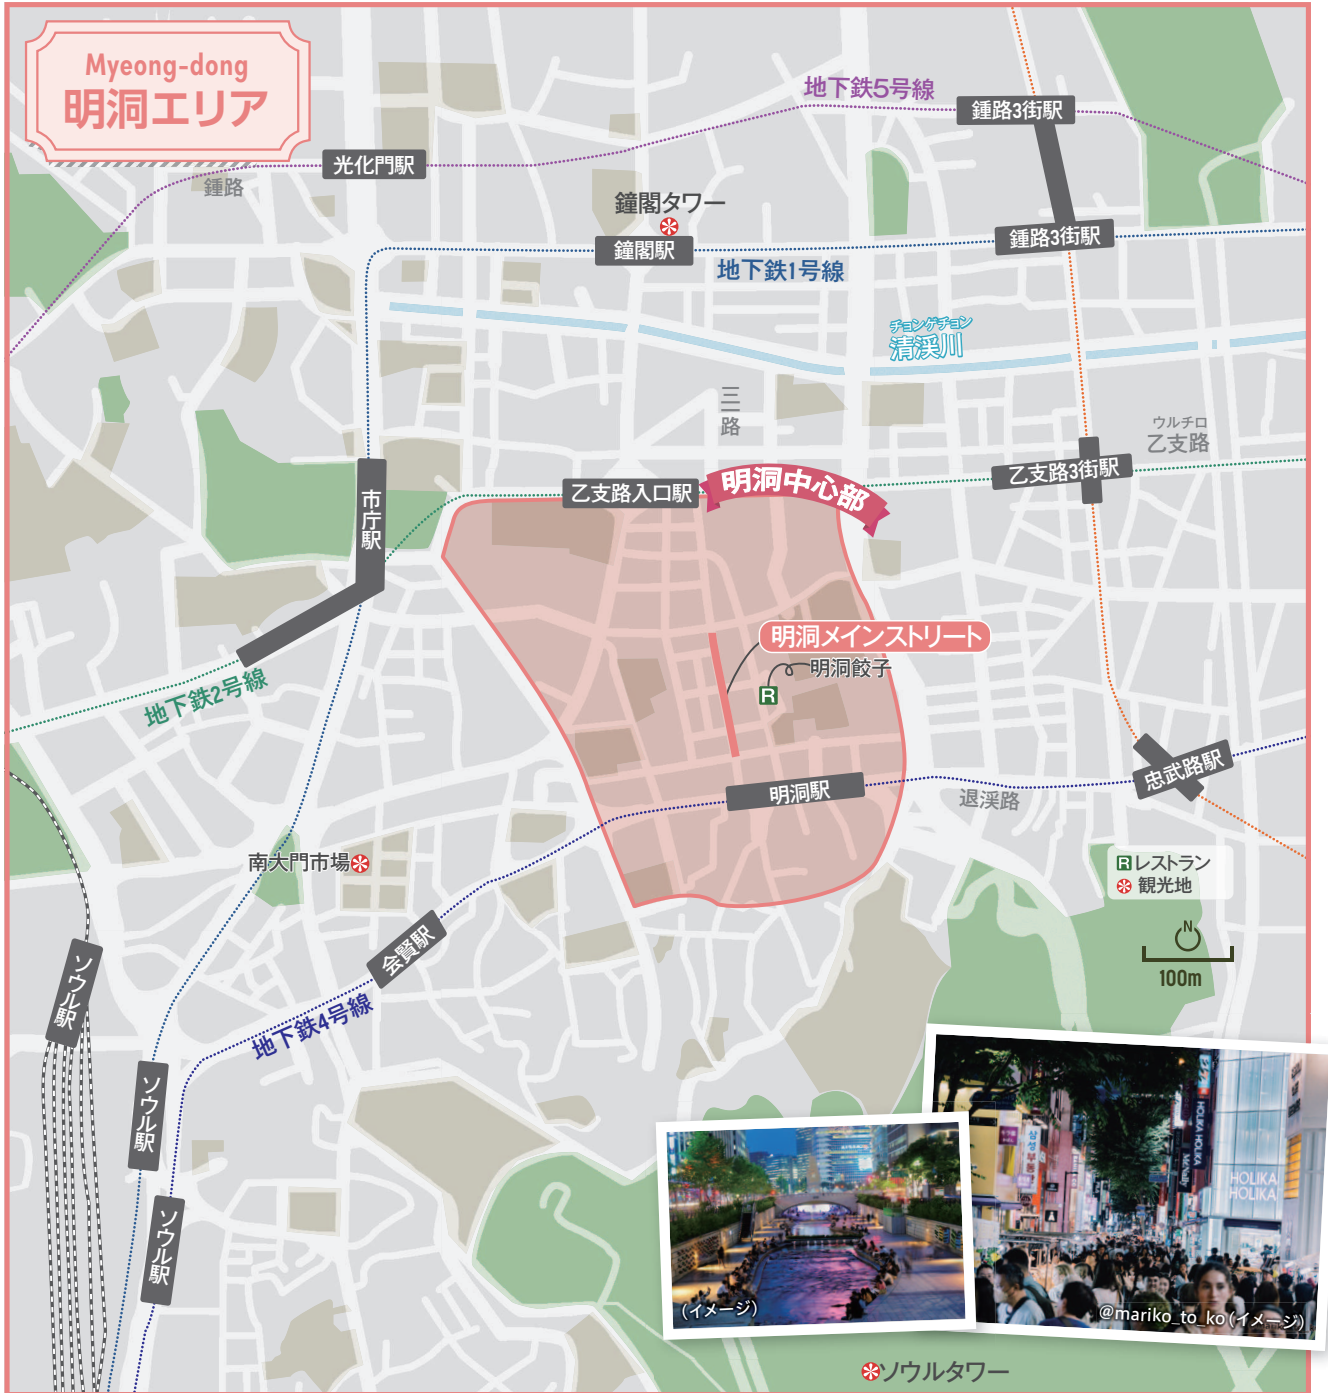 Myeong-dong
明洞エリア
地下鉄5号線
鍾路3街駅
光化門駅
鍾路
鐘閣タワー
鐘閣駅
鍾路3街駅
地下鉄1号線
チョンゲチョン
清渓川
三一路
ウルチロ
乙支路
乙支路3街駅
乙支路入口駅
明洞中心部
市庁駅
明洞メインストリート
明洞餃子
R
地下鉄2号線
忠武路駅
明洞駅
退渓路
南大門市場
R レストラン
観光地
N
100m
会賢駅
ソウル駅
地下鉄4号線
ソウル駅
ソウル駅
삼성부동
HOLIKA HOLIKA
HOLIKA
HOLIKA
(イメージ)
@mariko_to_ko(イメージ)
ソウルタワー